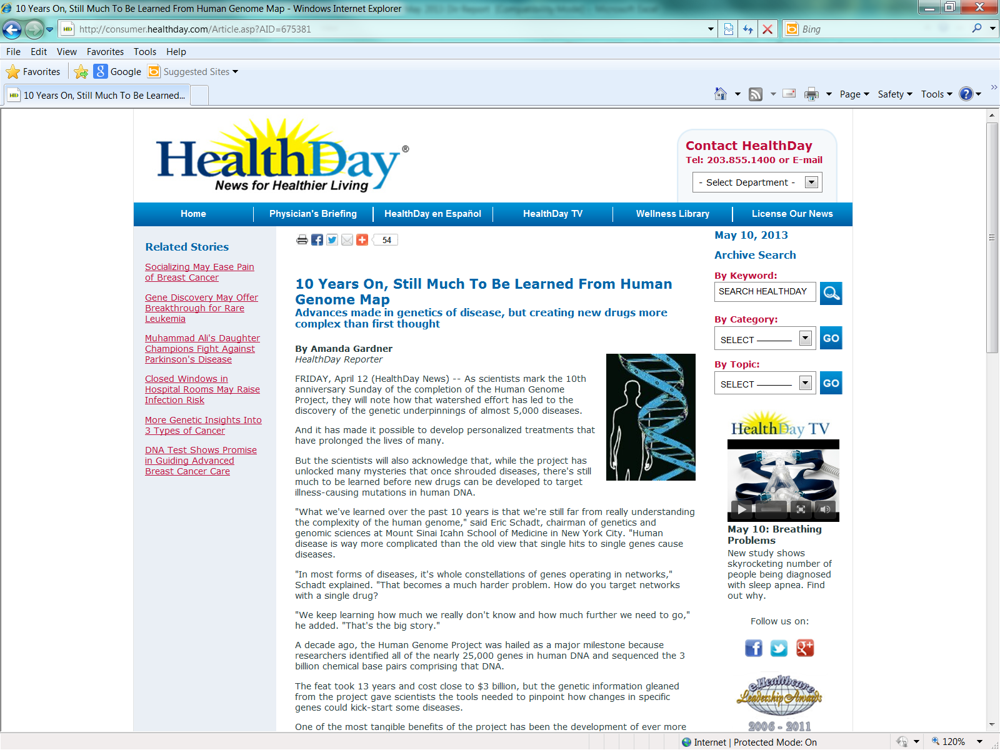 10 Years On, Still Much To Be Learned From Human Genome Map - Windows Internet Explorer
http://consumer.healthday.com/Article.asp?AID=675381
Bing
File Edit View Favorites Tools Help
Favorites Google Suggested Sites
10 Years On, Still Much To Be Learned...
Page Safety Tools
HealthDay®
News for Healthier Living
Contact HealthDay
Tel: 203.855.1400 or E-mail
- Select Department -
Home Physician's Briefing HealthDay en Español HealthDay TV Wellness Library License Our News
Related Stories
Socializing May Ease Pain
of Breast Cancer
Gene Discovery May Offer
Breakthrough for Rare
Leukemia
Muhammad Ali's Daughter
Champions Fight Against
Parkinson's Disease
Closed Windows in
Hospital Rooms May Raise
Infection Risk
More Genetic Insights Into
3 Types of Cancer
DNA Test Shows Promise
in Guiding Advanced
Breast Cancer Care
54
10 Years On, Still Much To Be Learned From Human
Genome Map
Advances made in genetics of disease, but creating new drugs more
complex than first thought
By Amanda Gardner
HealthDay Reporter
FRIDAY, April 12 (HealthDay News) -- As scientists mark the 10th
anniversary Sunday of the completion of the Human Genome
Project, they will note how that watershed effort has led to the
discovery of the genetic underpinnings of almost 5,000 diseases.
And it has made it possible to develop personalized treatments that
have prolonged the lives of many.
But the scientists will also acknowledge that, while the project has
unlocked many mysteries that once shrouded diseases, there's still
much to be learned before new drugs can be developed to target
illness-causing mutations in human DNA.
"What we've learned over the past 10 years is that we're still far from really understanding
the complexity of the human genome," said Eric Schadt, chairman of genetics and
genomic sciences at Mount Sinai Icahn School of Medicine in New York City. "Human
disease is way more complicated than the old view that single hits to single genes cause
diseases.
"In most forms of diseases, it's whole constellations of genes operating in networks,"
Schadt explained. "That becomes a much harder problem. How do you target networks
with a single drug?
"We keep learning how much we really don't know and how much further we need to go,"
he added. "That's the big story."
A decade ago, the Human Genome Project was hailed as a major milestone because
researchers identified all of the nearly 25,000 genes in human DNA and sequenced the 3
billion chemical base pairs comprising that DNA.
The feat took 13 years and cost close to $3 billion, but the genetic information gleaned
from the project gave scientists the tools needed to pinpoint how changes in specific
genes could kick-start some diseases.
One of the most tangible benefits of the project has been the development of ever more
May 10, 2013
Archive Search
By Keyword:
SEARCH HEALTHDAY
By Category:
SELECT ———— GO
By Topic:
SELECT ———— GO
HealthDay TV
May 10: Breathing
Problems
New study shows
skyrocketing number of
people being diagnosed
with sleep apnea. Find
out why.
Follow us on:
eHealthcare
Leadership Awards
2006 - 2011
Internet | Protected Mode: On
120%